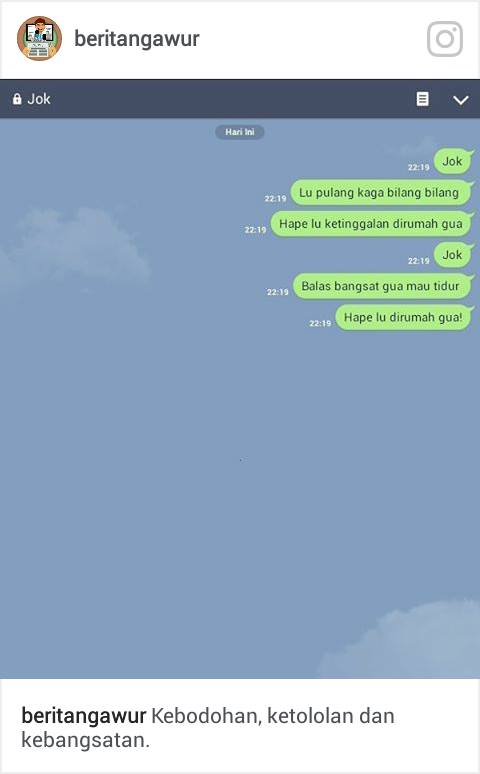 beritangawur
Jok
Hari Ini
22:19 Jok
22:19 Lu pulang kaga bilang bilang
22:19 Hape lu ketinggalan dirumah gua
22:19 Jok
22:19 Balas bangsat gua mau tidur
22:19 Hape lu dirumah gua!
beritangawur Kebodohan, ketololan dan
kebangsatan.